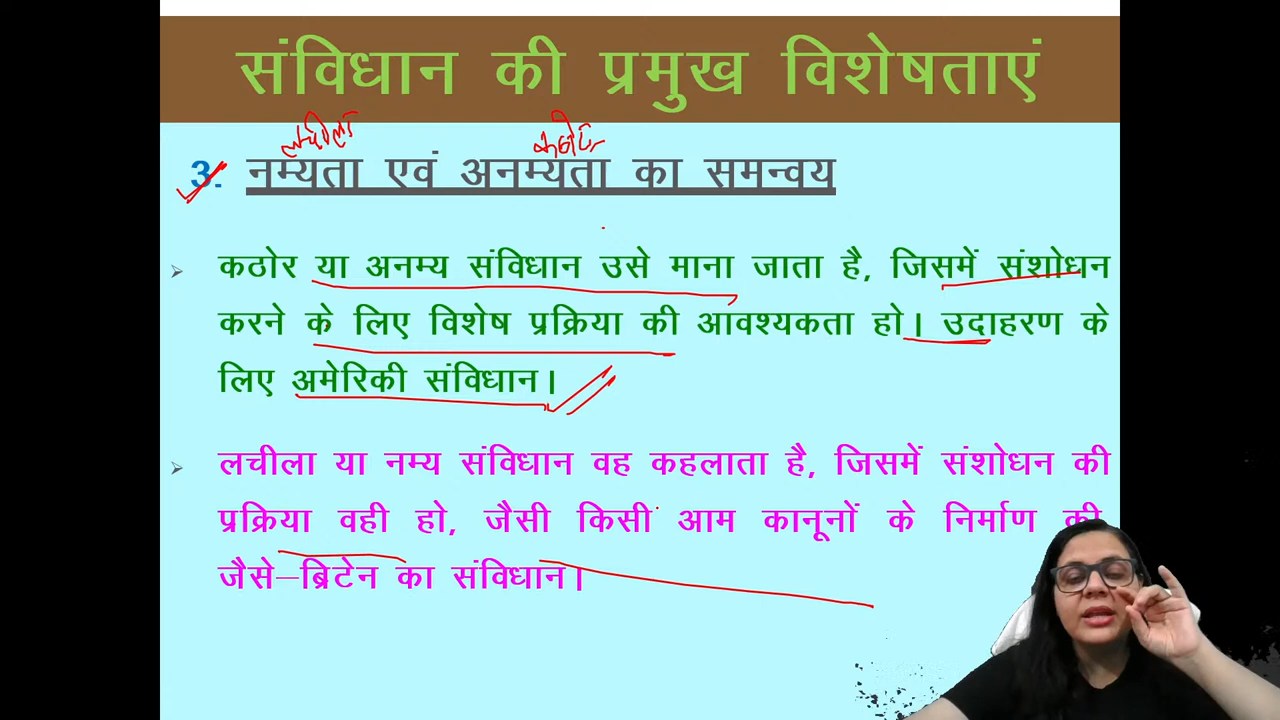 संविधान की प्रमुख विशेषताएं
लचीला कठोर
3. नम्यता एवं अनम्यता का समन्वय
कठोर या अनम्य संविधान उसे माना जाता है, जिसमें संशोधन
करने के लिए विशेष प्रक्रिया की आवश्यकता हो। उदाहरण के
लिए अमेरिकी संविधान।
लचीला या नम्य संविधान वह कहलाता है, जिसमें संशोधन की
प्रक्रिया वही हो, जैसी किसी आम कानूनों के निर्माण की,
जैसे–ब्रिटेन का संविधान।